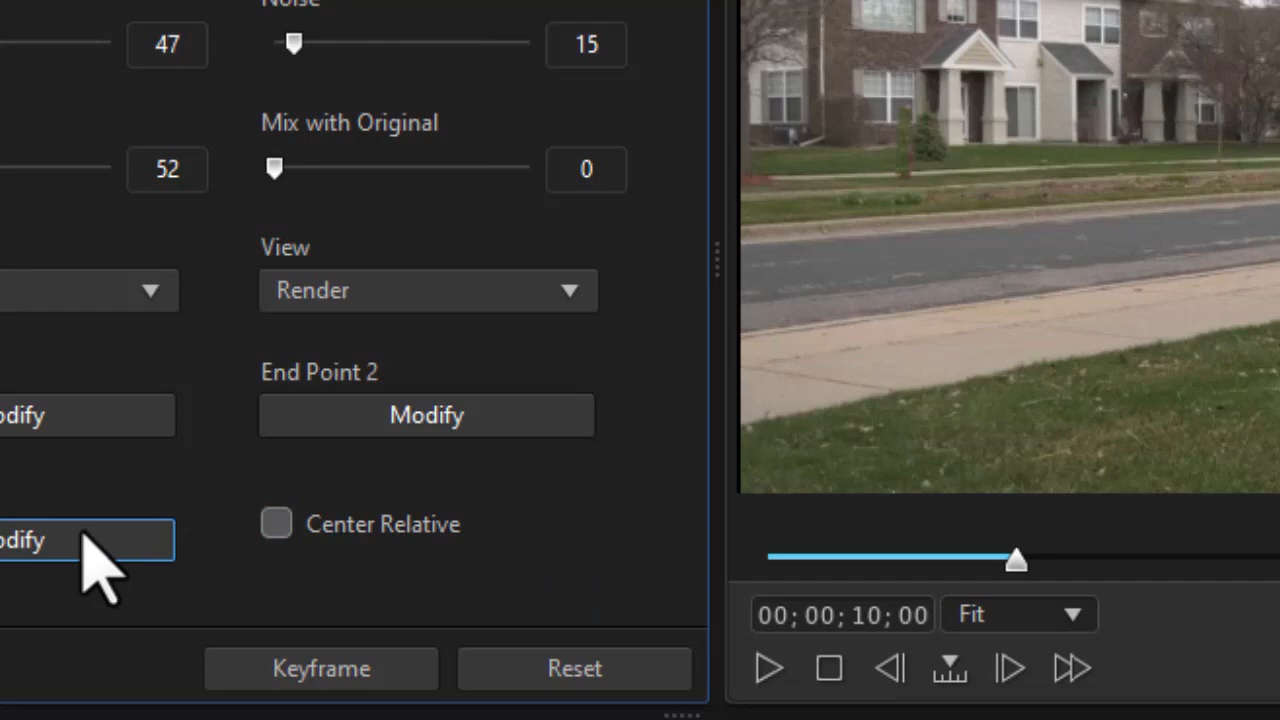 Noise
47
15
Mix with Original
52
0
View
Render
End Point 2
odify
Modify
odify
Center Relative
00;00;10;00
Fit
Keyframe
Reset